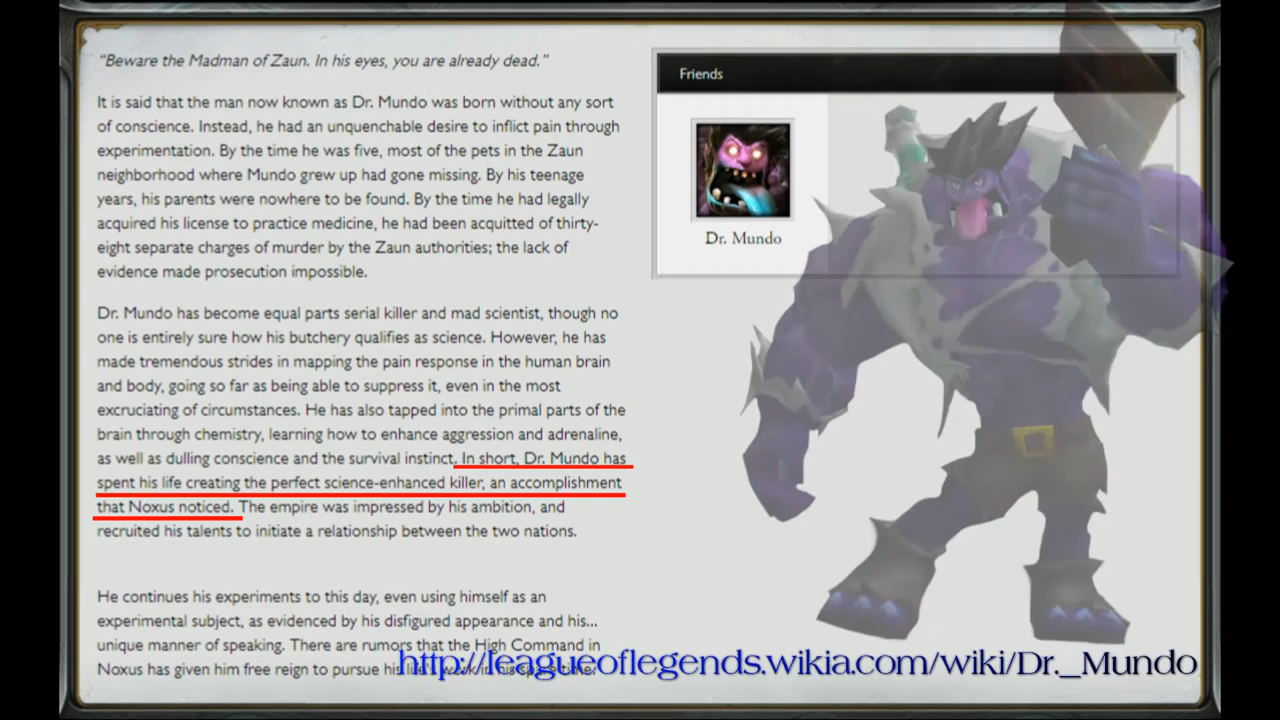 “Beware the Madman of Zaun. In his eyes, you are already dead.”
It is said that the man now known as Dr. Mundo was born without any sort
of conscience. Instead, he had an unquenchable desire to inflict pain through
experimentation. By the time he was five, most of the pets in the Zaun
neighborhood where Mundo grew up had gone missing. By his teenage
years, his parents were nowhere to be found. By the time he had legally
acquired his license to practice medicine, he had been acquitted of thirty-
eight separate charges of murder by the Zaun authorities; the lack of
evidence made prosecution impossible.
Dr. Mundo has become equal parts serial killer and mad scientist, though no
one is entirely sure how his butchery qualifies as science. However, he has
made tremendous strides in mapping the pain response in the human brain
and body, going so far as being able to suppress it, even in the most
excruciating of circumstances. He has also tapped into the primal parts of the
brain through chemistry, learning how to enhance aggression and adrenaline,
as well as dulling conscience and the survival instinct. In short, Dr. Mundo has
spent his life creating the perfect science-enhanced killer, an accomplishment
that Noxus noticed. The empire was impressed by his ambition, and
recruited his talents to initiate a relationship between the two nations.
He continues his experiments to this day, even using himself as an
experimental subject, as evidenced by his disfigured appearance and his...
unique manner of speaking. There are rumors that the High Command in
Noxus has given him free reign to pursue his life's work in his spare time.
Friends
Dr. Mundo
http://leagueoflegends.wikia.com/wiki/Dr._Mundo